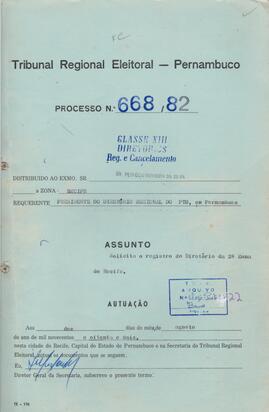 Tribunal Regional Eleitoral — Pernambuco
PROCESSO N.º 668/82
CLASSE XIII
DIRETORIOS
Reg. e Cancelamento
DISTRIBUIDO AO EXMO. SR
a ZONA RECIFE
REQUERENTE PRESIDENTE DO DIRETÓRIO REGIONAL DO PTB, em Pernambuco
ASSUNTO
Solicita o registro do Diretório da 2ª Zona
de Recife.
AUTUAÇÃO
ARQUIVO
Aos dez dias do mês de agosto
do ano de mil novecentos e oitenta e dois,
nesta cidade do Recife, Capital do Estado de Pernambuco e na Secretaria do Tribunal Regional
Eleitoral, autuo os documentos que se seguem.
Eu,
Diretor Geral da Secretaria, subscrevo o presente termo.